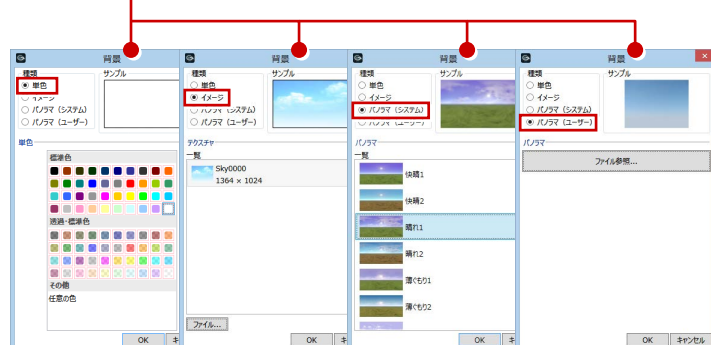 背景
種類
サンプル
単色
イメージ
パノラマ (システム)
パノラマ (ユーザー)
単色
標準色
透過・標準色
その他
任意の色
OK
背景
種類
サンプル
単色
イメージ
パノラマ (システム)
パノラマ (ユーザー)
テクスチャ
一覧
Sky0000
1364 × 1024
ファイル...
OK
背景
種類
サンプル
単色
イメージ
パノラマ (システム)
パノラマ (ユーザー)
パノラマ
一覧
快晴1
快晴2
晴れ1
晴れ2
薄ぐもり1
薄ぐもり2
OK
背景
種類
サンプル
単色
イメージ
パノラマ (システム)
パノラマ (ユーザー)
パノラマ
ファイル参照...
OK
キャンセル